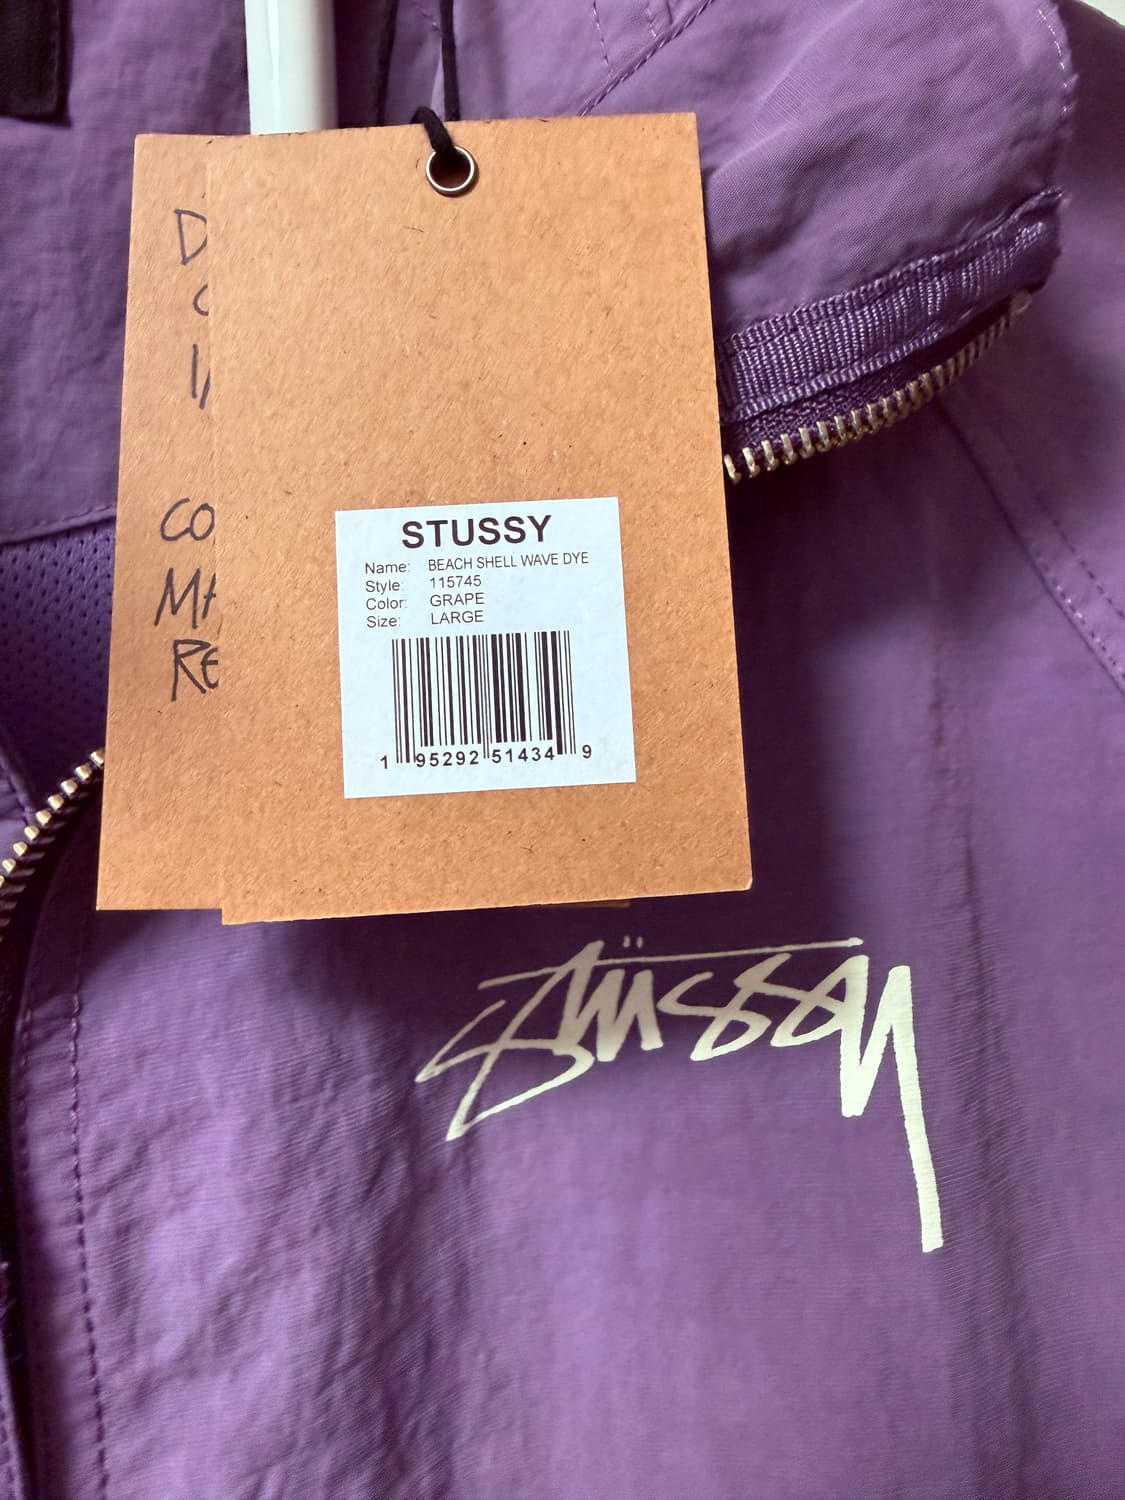 STUSSY
Name: BEACH SHELL WAVE DYE
Style: 115745
Color: GRAPE
Size: LARGE
1 95292 51434 9
Stüssy